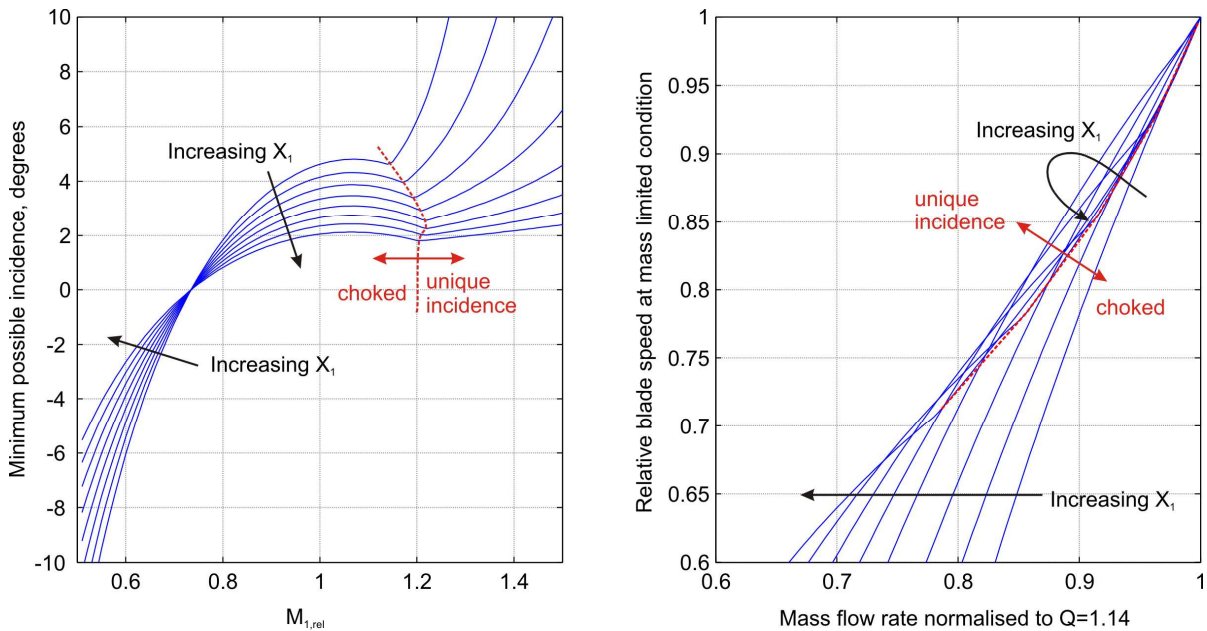 10
8
6
4
2
0
-2
-4
-6
-8
-10
0.6
0.8
1
1.2
1.4
Minimum possible incidence, degrees
M1,rel
Increasing X1
Increasing X1
choked
unique
incidence
1
0.95
0.9
0.85
0.8
0.75
0.7
0.65
0.6
0.6
0.7
0.8
0.9
1
Relative blade speed at mass limited condition
Mass flow rate normalised to Q=1.14
Increasing X1
unique
incidence
choked
Increasing X1